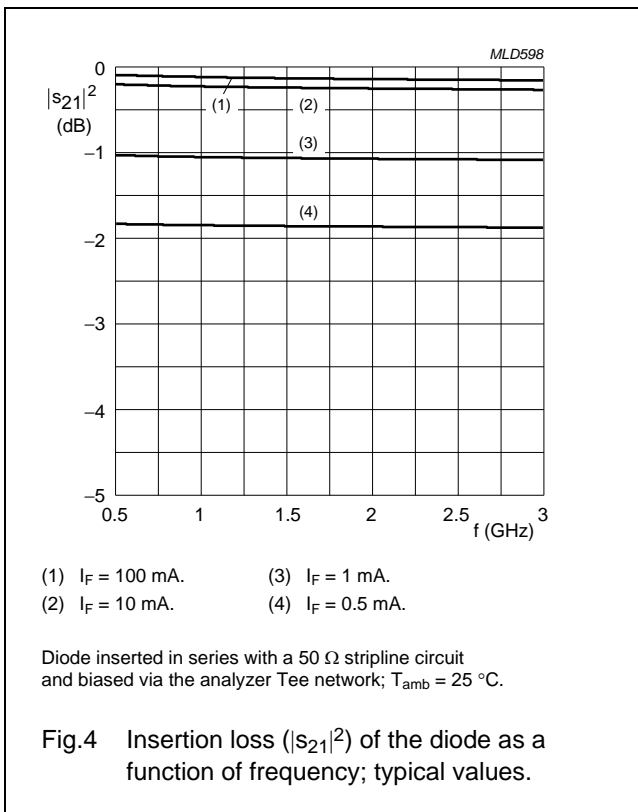 MLD598
0
|s21|2
(dB)
−1
−2
−3
−4
−5
(1)
(2)
(3)
(4)
0.5 1 1.5 2 2.5 3
f (GHz)
(1) IF = 100 mA. (3) IF = 1 mA.
(2) IF = 10 mA. (4) IF = 0.5 mA.
Diode inserted in series with a 50 Ω stripline circuit
and biased via the analyzer Tee network; Tamb = 25 °C.
Fig.4 Insertion loss (|s21|2) of the diode as a
function of frequency; typical values.